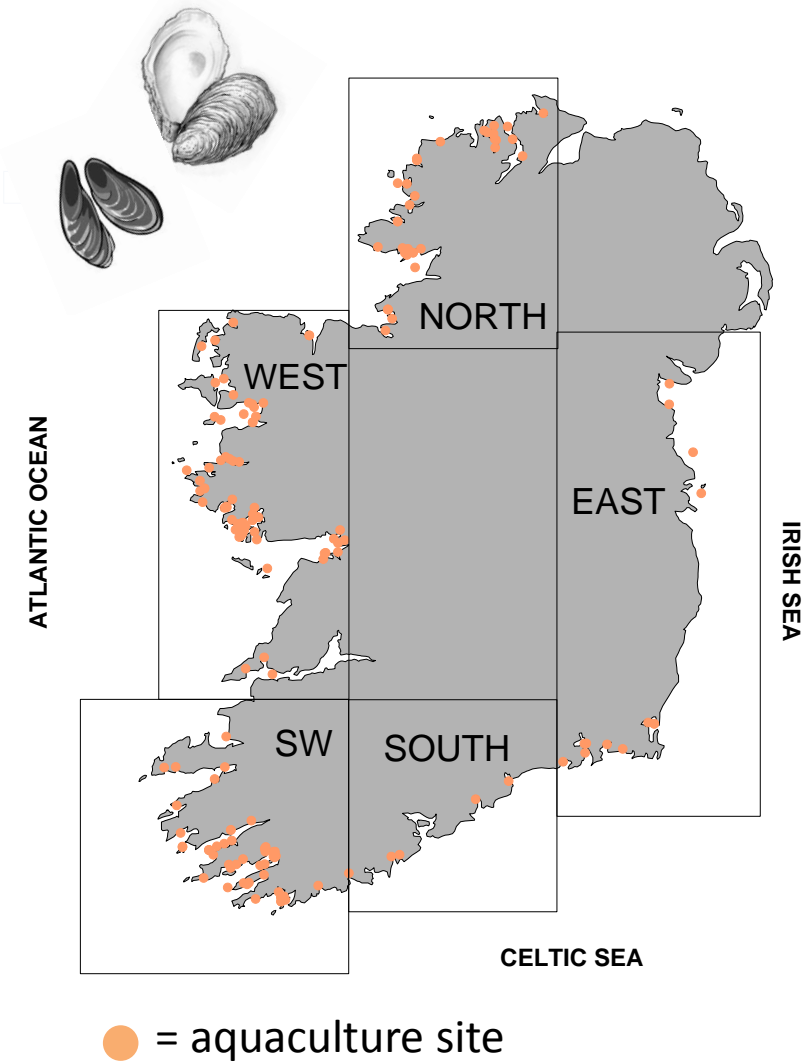 NORTH
WEST
ATLANTIC OCEAN
EAST
IRISH SEA
SW
SOUTH
CELTIC SEA
= aquaculture site